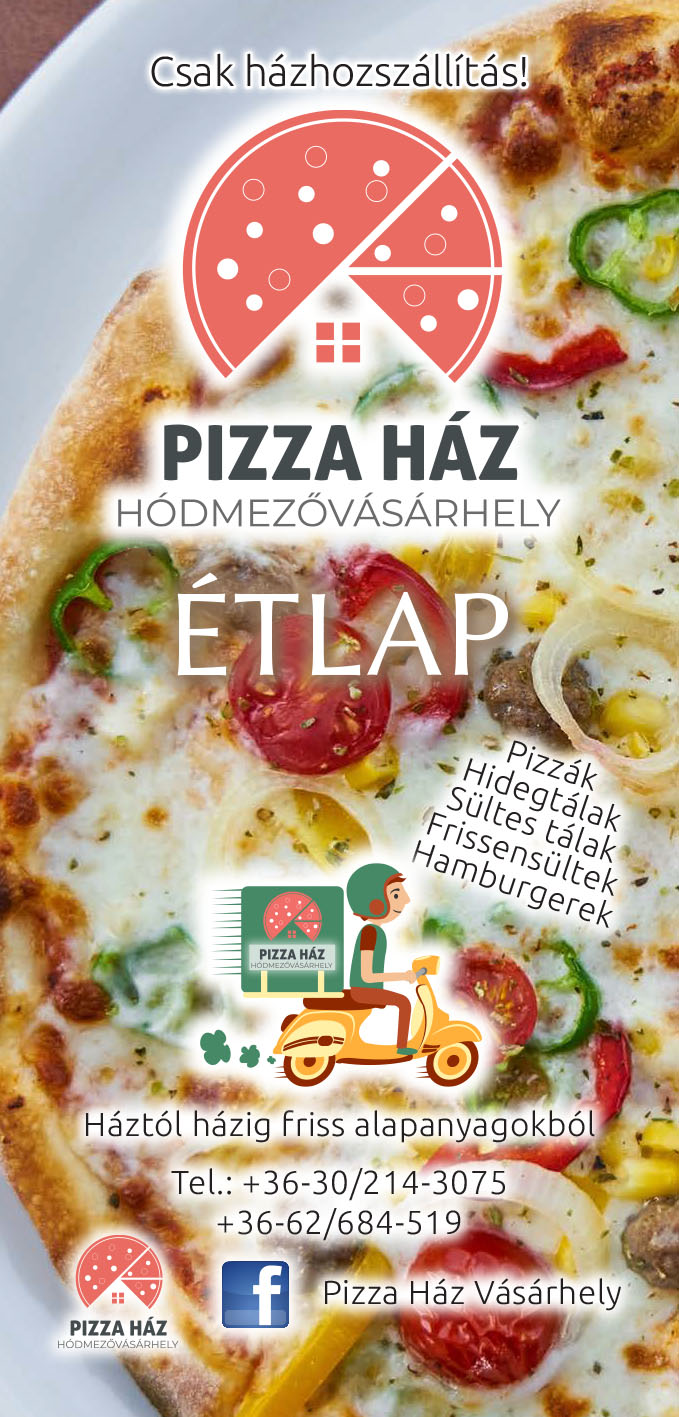 Csak házhozszállítás!
PIZZA HÁZ
HÓDMEZŐVÁSÁRHELY
ÉTLAP
Pizzák
Hidegtálak
Sültes tálak
Frissensültek
Hamburgerek
PIZZA HÁZ
HÓDMEZŐVÁSÁRHELY
Háztól házig friss alapanyagokból
Tel.: +36-30/214-3075
+36-62/684-519
PIZZA HÁZ
HÓDMEZŐVÁSÁRHELY
f
Pizza Ház Vásárhely